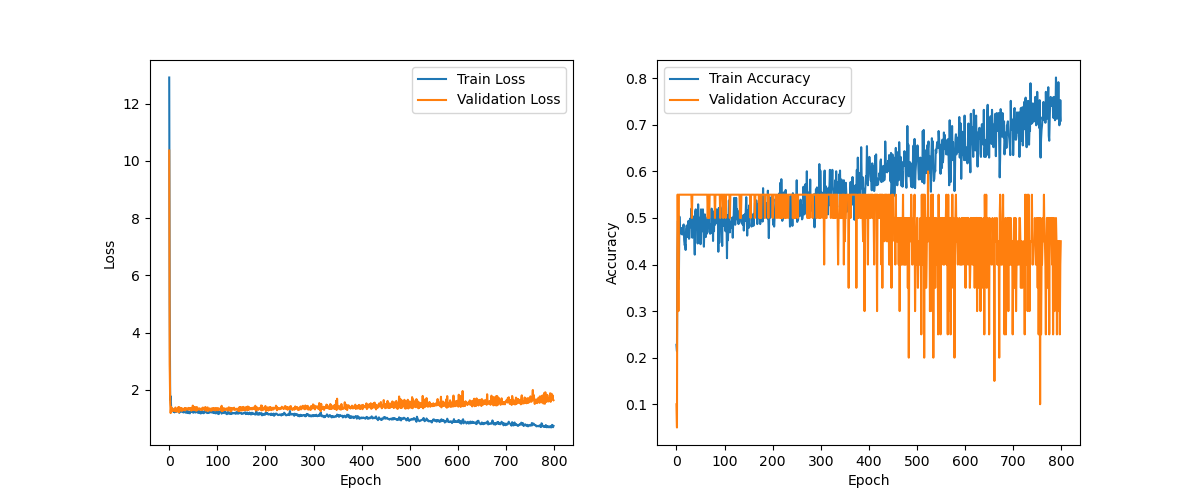 Train Loss
Validation Loss
12
10
8
6
4
2
Loss
0 100 200 300 400 500 600 700 800
Epoch
Train Accuracy
Validation Accuracy
0.8
0.7
0.6
0.5
0.4
0.3
0.2
0.1
Accuracy
0 100 200 300 400 500 600 700 800
Epoch